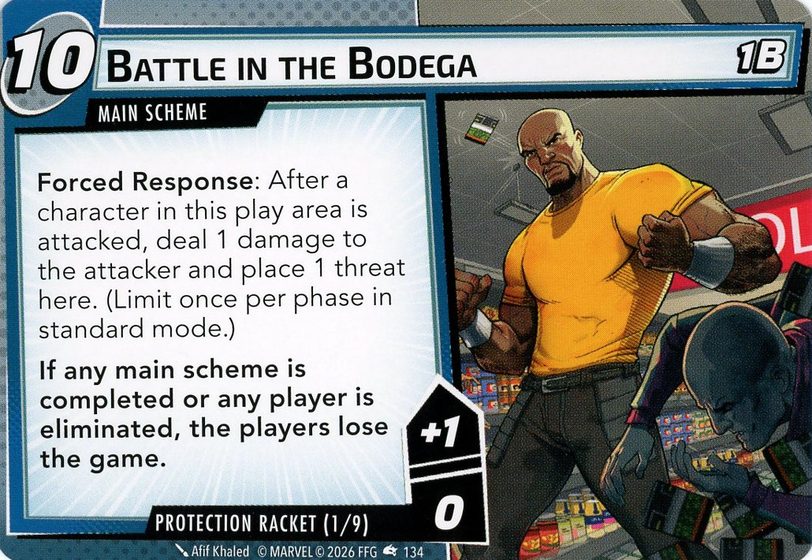 10 BATTLE IN THE BODEGA 1B
MAIN SCHEME
Forced Response: After a
character in this play area is
attacked, deal 1 damage to
the attacker and place 1 threat
here. (Limit once per phase in
standard mode.)
If any main scheme is
completed or any player is
eliminated, the players lose
the game.
+1
0
PROTECTION RACKET (1/9)
Afif Khaled © MARVEL © 2026 FFG 134
OL